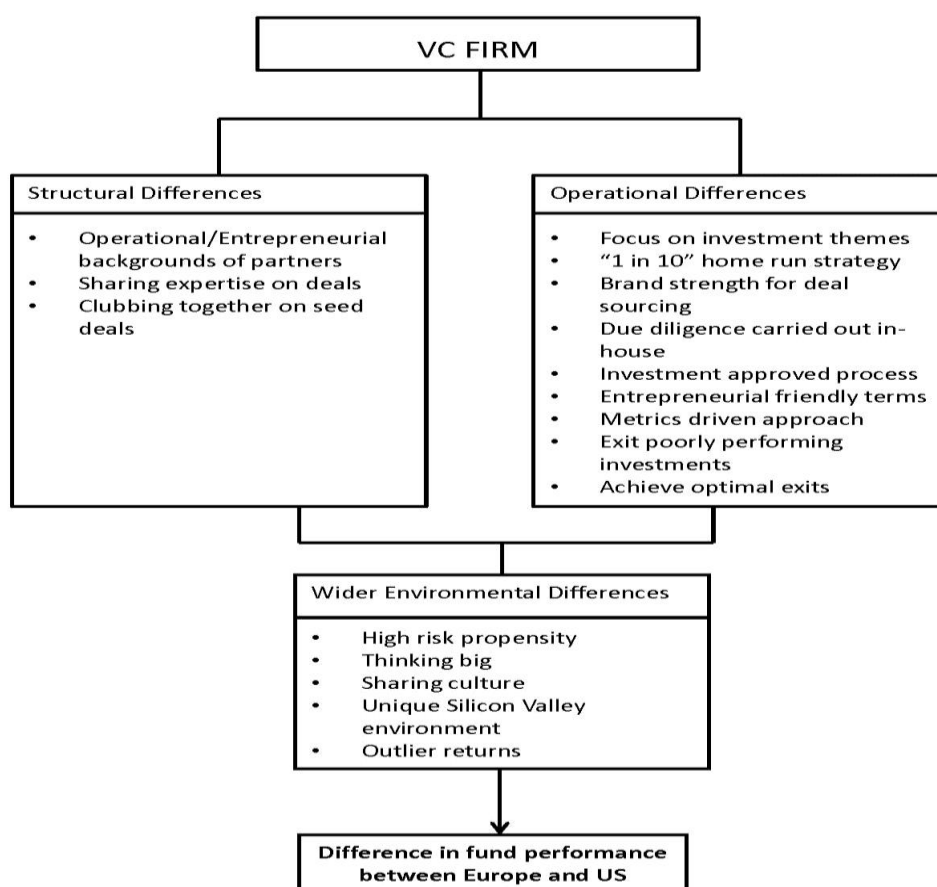 VC FIRM
Structural Differences
• Operational/Entrepreneurial
backgrounds of partners
• Sharing expertise on deals
• Clubbing together on seed
deals
Operational Differences
• Focus on investment themes
• “1 in 10” home run strategy
• Brand strength for deal
sourcing
• Due diligence carried out in-
house
• Investment approved process
• Entrepreneurial friendly terms
• Metrics driven approach
• Exit poorly performing
investments
• Achieve optimal exits
Wider Environmental Differences
• High risk propensity
• Thinking big
• Sharing culture
• Unique Silicon Valley
environment
• Outlier returns
Difference in fund performance
between Europe and US